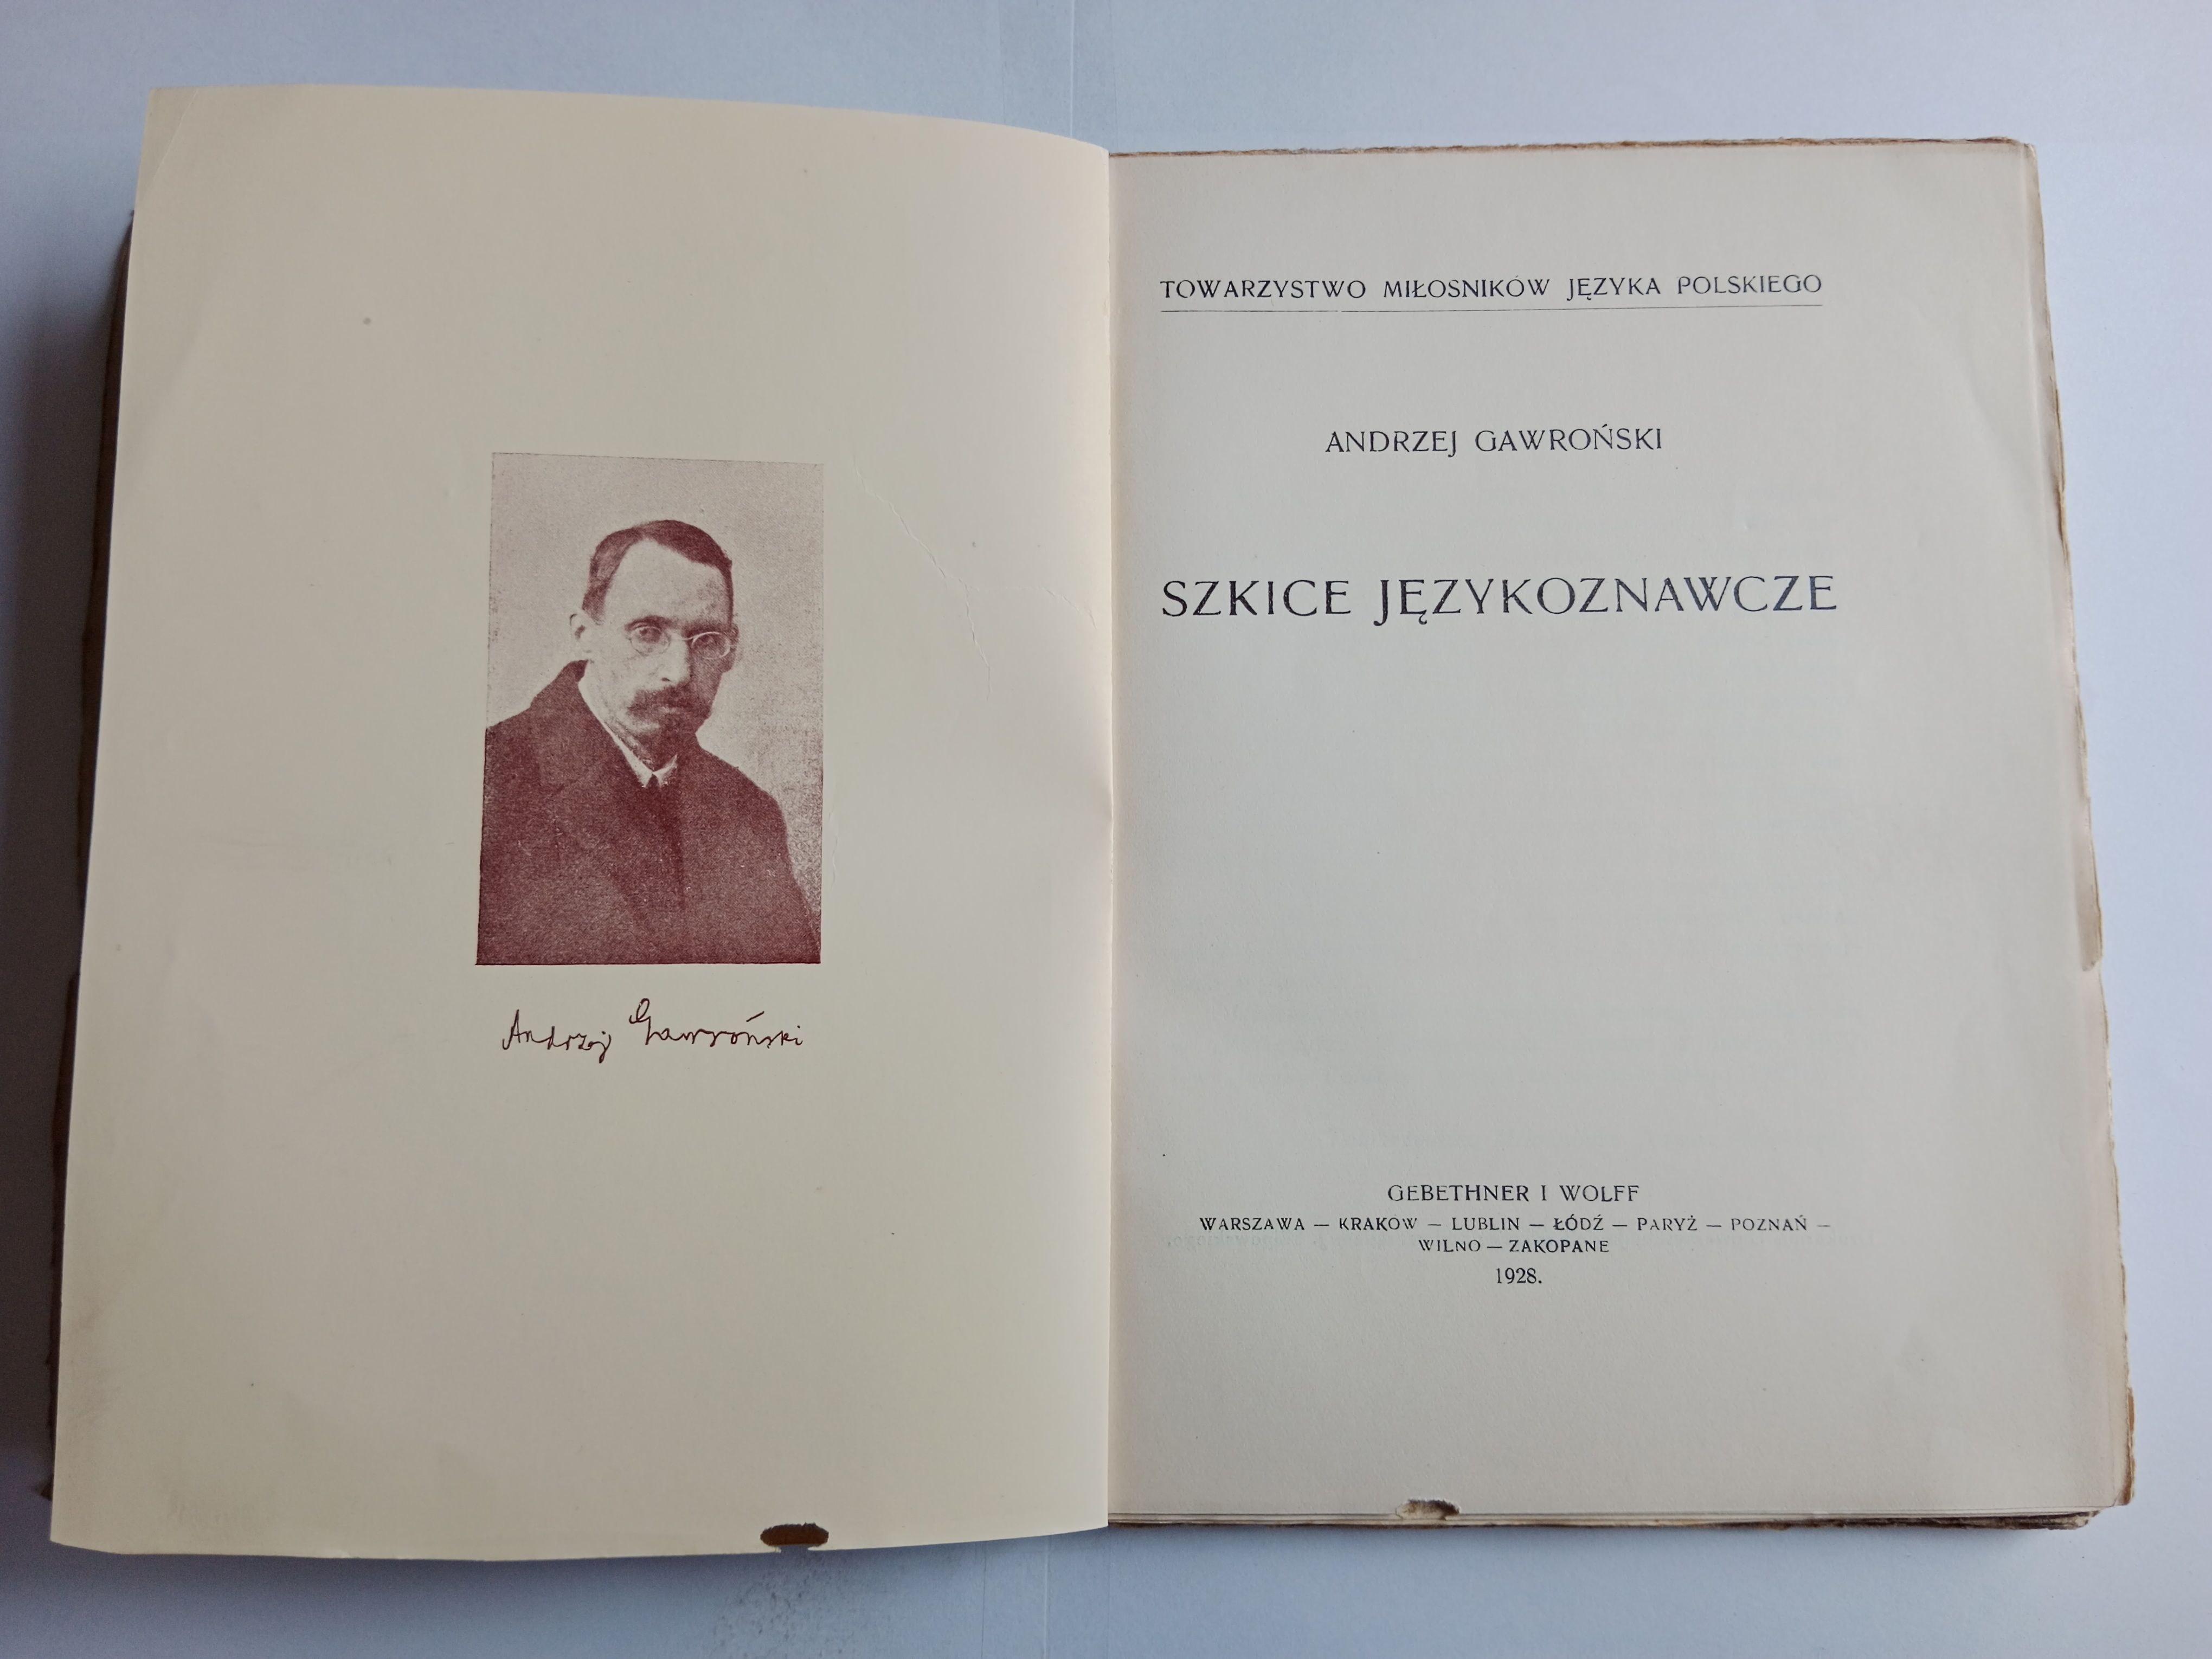 Andrzej Gawroński
TOWARZYSTWO MIŁOSNIKÓW JĘZYKA POLSKIEGO
ANDRZEJ GAWROŃSKI
SZKICE JĘZYKOZNAWCZE
GEBETHNER I WOLFF
WARSZAWA — KRAKÓW — LUBLIN — ŁÓDŹ — PARYŻ — POZNAŃ —
WILNO — ZAKOPANE
1928.